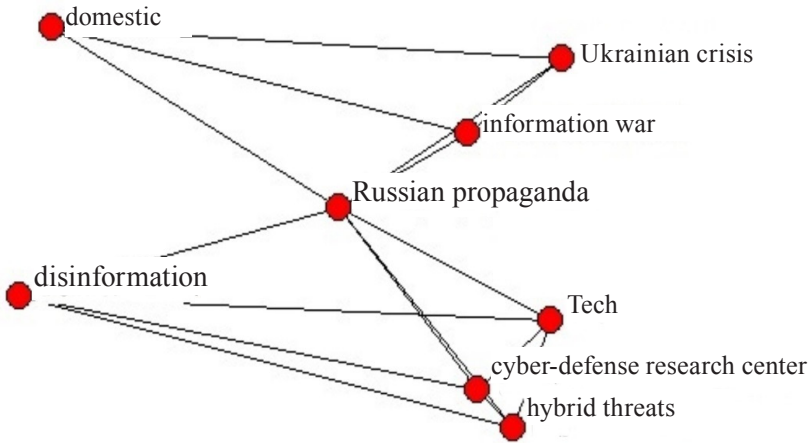 domestic
Ukrainian crisis
information war
Russian propaganda
disinformation
Tech
cyber-defense research center
hybrid threats